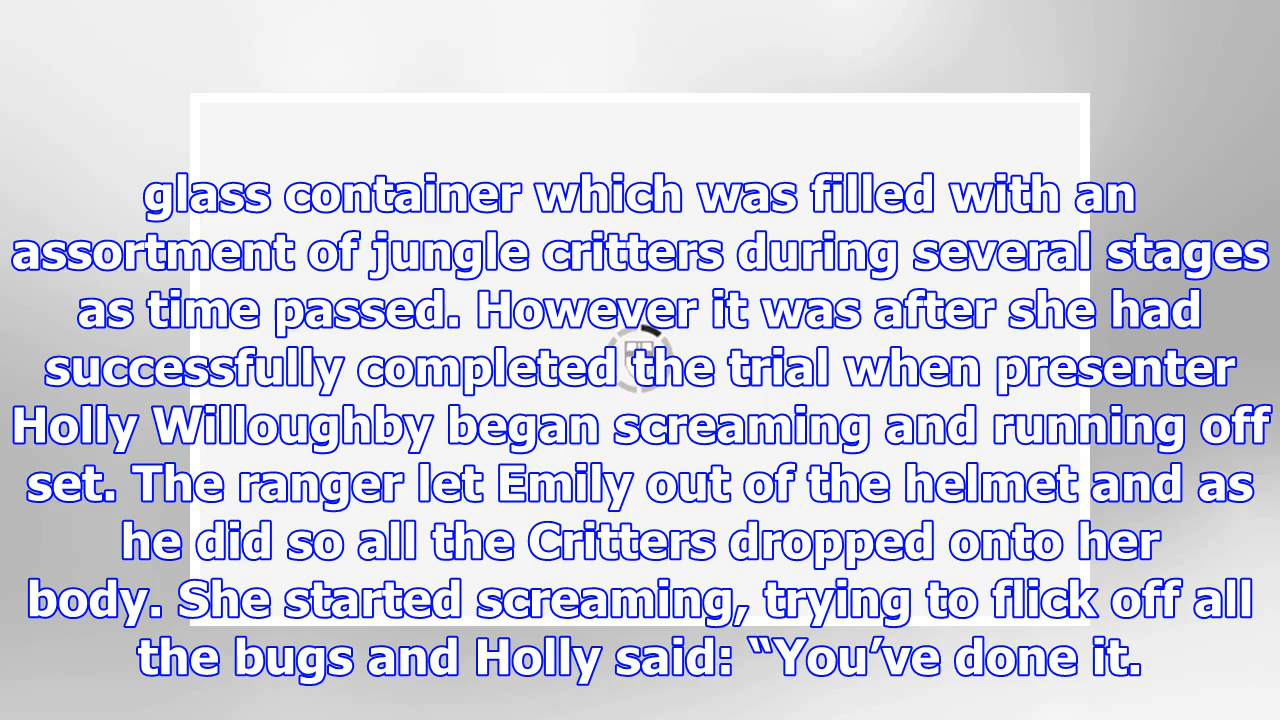 glass container which was filled with an
assortment of jungle critters during several stages
as time passed. However it was after she had
successfully completed the trial when presenter
Holly Willoughby began screaming and running off
set. The ranger let Emily out of the helmet and as
he did so all the Critters dropped onto her
body. She started screaming, trying to flick off all
the bugs and Holly said: “You’ve done it.